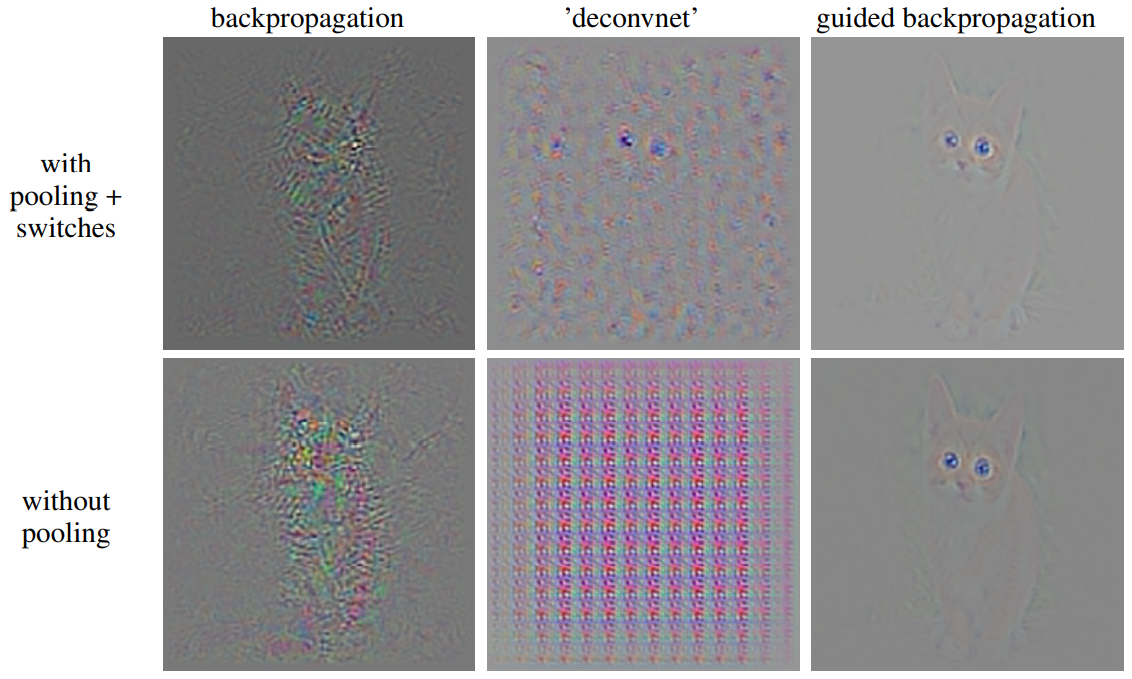 backpropagation
’deconvnet’
guided backpropagation
with
pooling +
switches
without
pooling